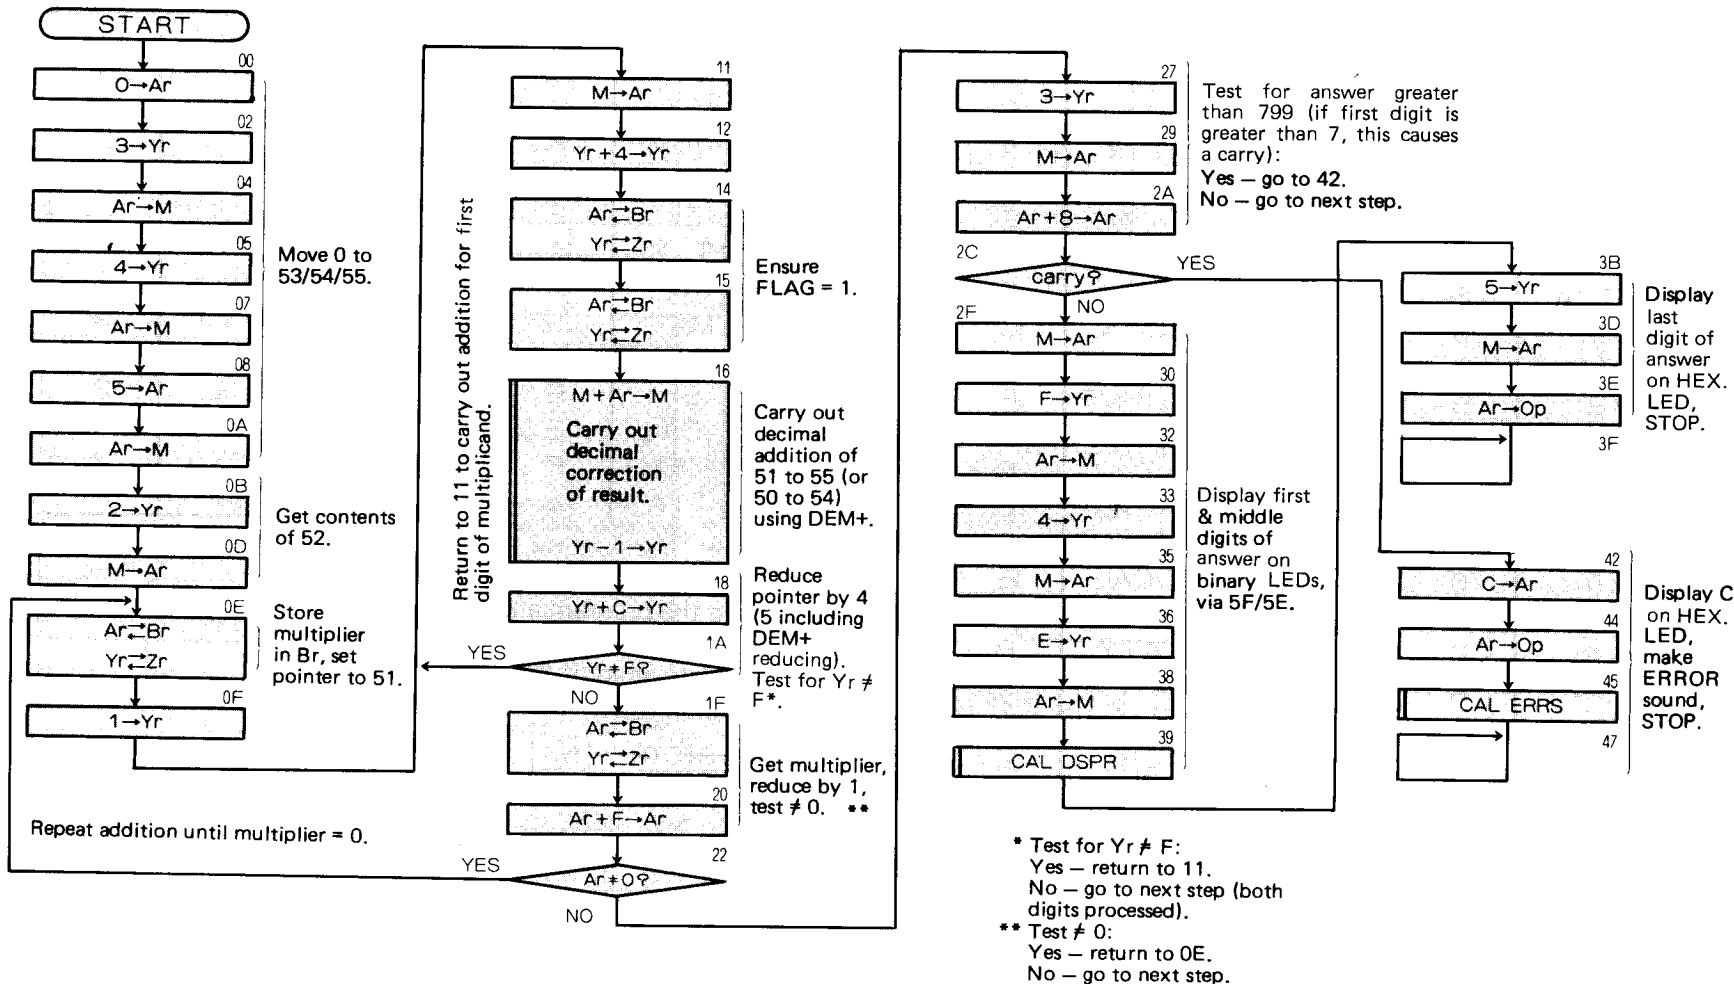 START
00
0→Ar
02
3→Yr
04
Ar→M
05
4→Yr
07
Ar→M
08
5→Ar
0A
Ar→M
Move 0 to
53/54/55.
0B
2→Yr
0D
M→Ar
Get contents
of 52.
0E
Ar⇄Br
Yr⇄Zr
0F
1→Yr
Store
multiplier
in Br, set
pointer to 51.
Repeat addition until multiplier = 0.
Return to 11 to carry out addition for first
digit of multiplicand.
11
M→Ar
12
Yr+4→Yr
14
Ar⇄Br
Yr⇄Zr
15
Ar⇄Br
Yr⇄Zr
Ensure
FLAG = 1.
16
M+Ar→M
Carry out
decimal
correction
of result.
Yr−1→Yr
Carry out
decimal
addition of
51 to 55 (or
50 to 54)
using DEM+.
18
Yr+C→Yr
1A
Yr≠F?
YES
NO
Reduce
pointer by 4
(5 including
DEM+
reducing).
Test for Yr ≠
F*.
1F
Ar⇄Br
Yr⇄Zr
20
Ar+F→Ar
22
Ar≠0?
YES
NO
Get multiplier,
reduce by 1,
test ≠ 0. **
27
3→Yr
29
M→Ar
2A
Ar+8→Ar
2C
carry?
YES
NO
Test for answer greater
than 799 (if first digit is
greater than 7, this causes
a carry):
Yes – go to 42.
No – go to next step.
2F
M→Ar
30
F→Yr
32
Ar→M
33
4→Yr
35
M→Ar
36
E→Yr
38
Ar→M
39
CAL DSPR
Display first
& middle
digits of
answer on
binary LEDs,
via 5F/5E.
3B
5→Yr
3D
M→Ar
3E
Ar→Op
3F
Display
last
digit of
answer
on HEX.
LED,
STOP.
42
C→Ar
44
Ar→Op
45
CAL ERRS
47
Display C
on HEX.
LED,
make
ERROR
sound,
STOP.
* Test for Yr ≠ F:
Yes – return to 11.
No – go to next step (both
digits processed).
** Test ≠ 0:
Yes – return to 0E.
No – go to next step.